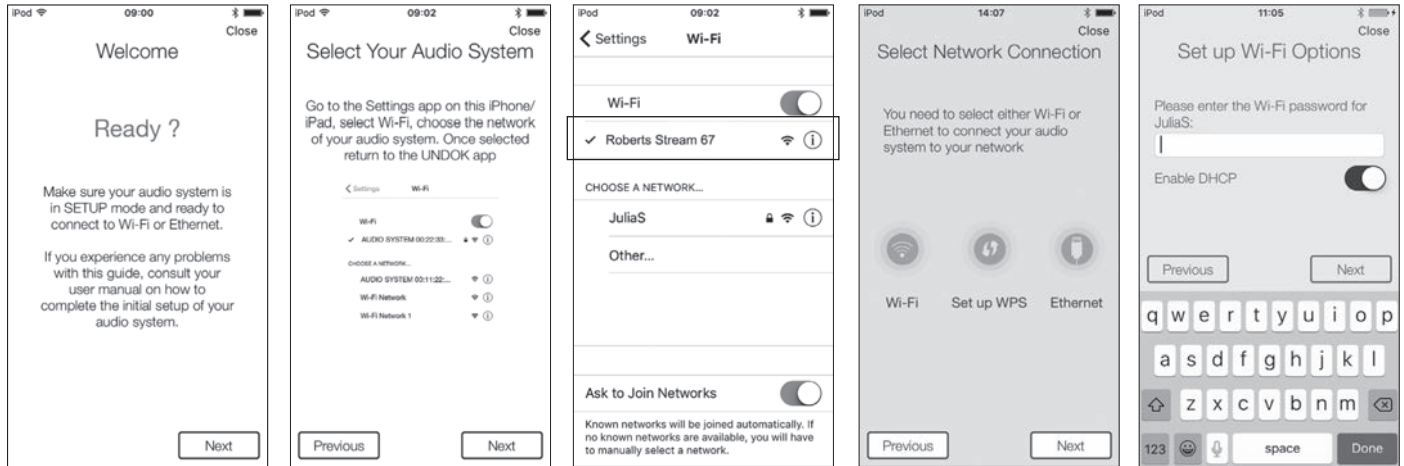 iPod 09:00
Close
Welcome
Ready ?
Make sure your audio system is
in SETUP mode and ready to
connect to Wi-Fi or Ethernet.
If you experience any problems
with this guide, consult your
user manual on how to
complete the initial setup of your
audio system.
Next
iPod 09:02
Close
Select Your Audio System
Go to the Settings app on this iPhone/
iPad, select Wi-Fi, choose the network
of your audio system. Once selected
return to the UNDOK app
Settings Wi-Fi
Wi-Fi
AUDIO SYSTEM 00:22:33:...
CHOOSE A NETWORK...
AUDIO SYSTEM 03:11:22:...
Wi-Fi Network
Wi-Fi Network 1
Previous Next
iPod 09:02
Settings Wi-Fi
Wi-Fi
Roberts Stream 67
CHOOSE A NETWORK...
JuliaS
Other...
Ask to Join Networks
Known networks will be joined automatically. If
no known networks are available, you will have
to manually select a network.
iPod 14:07
Close
Select Network Connection
You need to select either Wi-Fi or
Ethernet to connect your audio
system to your network
Wi-Fi Set up WPS Ethernet
Previous Next
iPod 11:05
Close
Set up Wi-Fi Options
Please enter the Wi-Fi password for
JuliaS:
Enable DHCP
Previous Next
q w e r t y u i o p
a s d f g h j k l
z x c v b n m
123 space Done